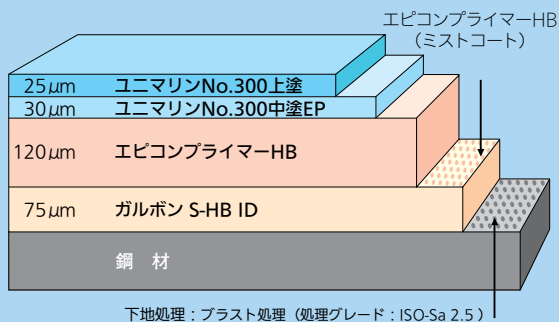 エピコンプライマーHB
(ミストコート)
25μm ユニマリンNo.300上塗
30μm ユニマリンNo.300中塗EP
120μm エピコンプライマーHB
75μm ガルボン S-HB ID
鋼 材
下地処理：ブラスト処理（処理グレード：ISO-Sa 2.5 ）